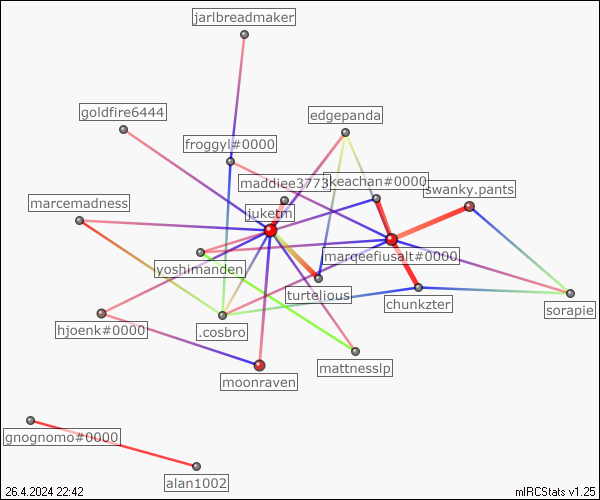 jarlbreadmaker
goldfire6444
edgepanda
froggyl#0000
maddiee3773
keachan#0000
swanky.pants
marcemadness
juketm
marqeefiusalt#0000
yoshimanden
turtelious
chunkzter
sorapie
hjoenk#0000
.cosbro
mattnesslp
moonraven
gnognomo#0000
alan1002
26.4.2024 22:42
mIRCStats v1.25